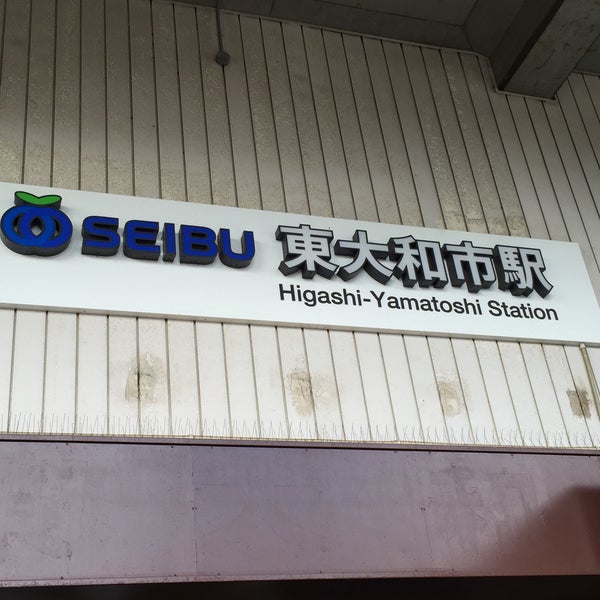 SEIBU 東大和市駅
Higashi-Yamatoshi Station